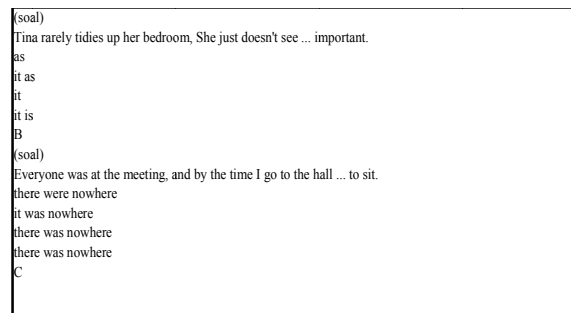 (soal)
Tina rarely tidies up her bedroom, She just doesn't see ... important.
as
it as
it
it is
B
(soal)
Everyone was at the meeting, and by the time I go to the hall ... to sit.
there were nowhere
it was nowhere
there was nowhere
there was nowhere
C